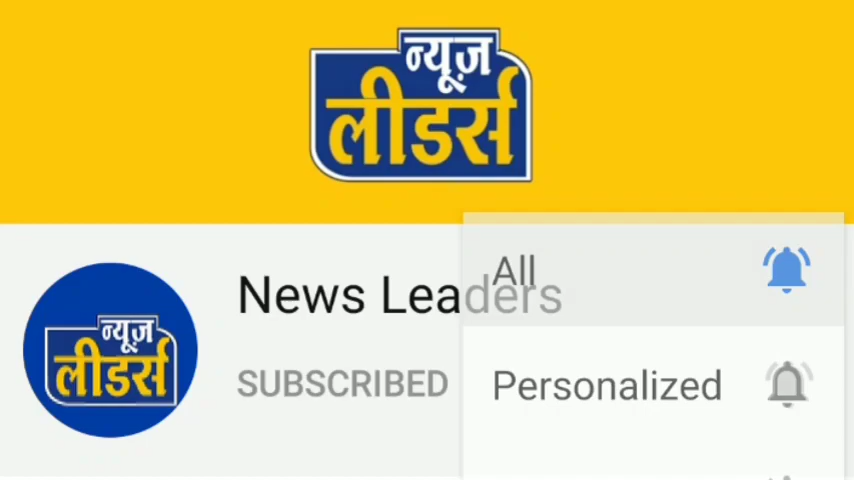 न्यूज़
लीडर्स
All
News Leaders
न्यूज़
लीडर्स
SUBSCRIBED
Personalized